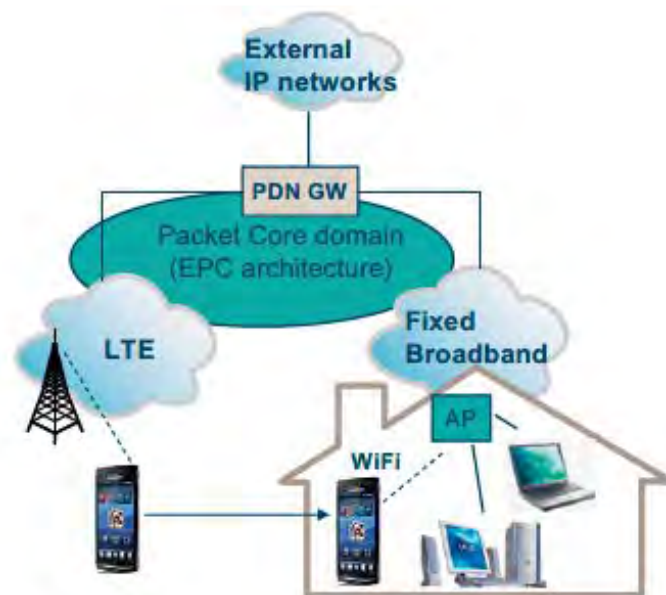 External
IP networks
PDN GW
Packet Core domain
(EPC architecture)
LTE
Fixed
Broadband
AP
WiFi